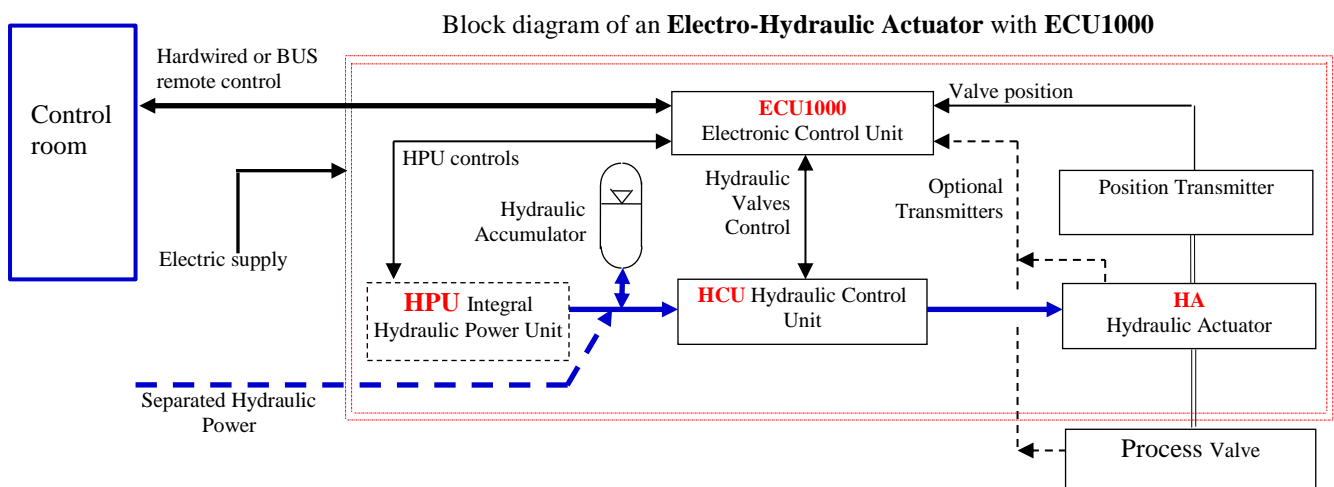 Block diagram of an Electro-Hydraulic Actuator with ECU1000
Hardwired or BUS
remote control
Control
room
ECU1000
Electronic Control Unit
Valve position
HPU controls
Hydraulic
Accumulator
Hydraulic
Valves
Control
Optional
Transmitters
Position Transmitter
Electric supply
HPU Integral
Hydraulic Power Unit
HCU Hydraulic Control
Unit
HA
Hydraulic Actuator
Separated Hydraulic
Power
Process Valve